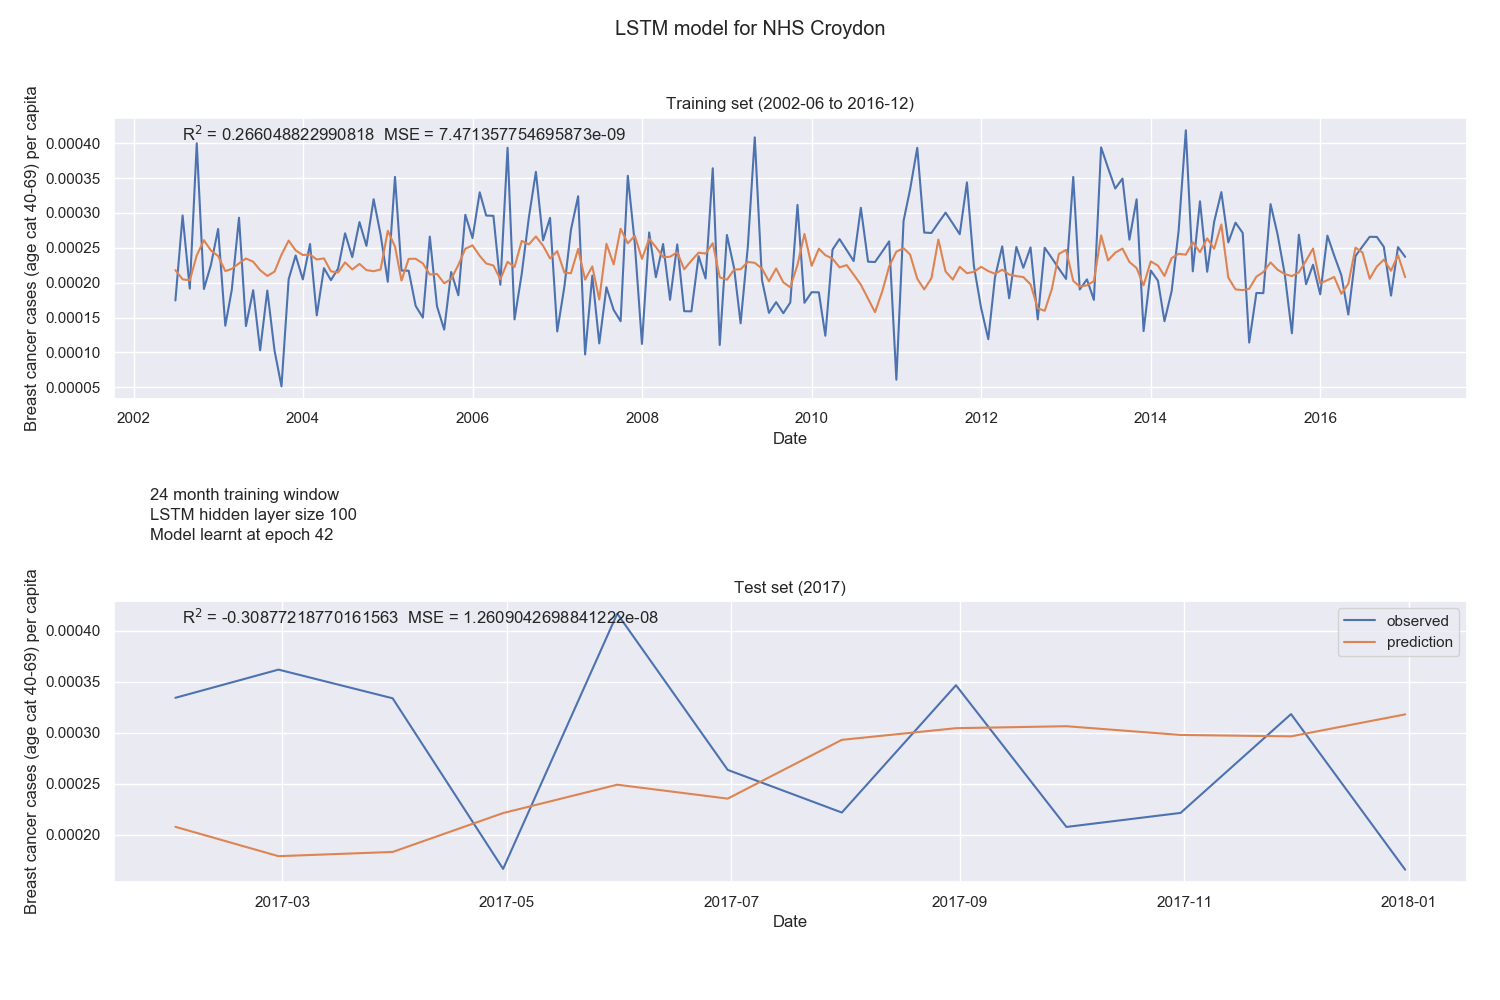 LSTM model for NHS Croydon
Training set (2002-06 to 2016-12)
Breast cancer cases (age cat 40-69) per capita
R² = 0.266048822990818 MSE = 7.471357754695873e-09
0.00040
0.00035
0.00030
0.00025
0.00020
0.00015
0.00010
0.00005
2002 2004 2006 2008 2010 2012 2014 2016
Date
24 month training window
LSTM hidden layer size 100
Model learnt at epoch 42
Test set (2017)
Breast cancer cases (age cat 40-69) per capita
R² = -0.30877218770161563 MSE = 1.2609042698841222e-08
observed
prediction
0.00040
0.00035
0.00030
0.00025
0.00020
2017-03 2017-05 2017-07 2017-09 2017-11 2018-01
Date